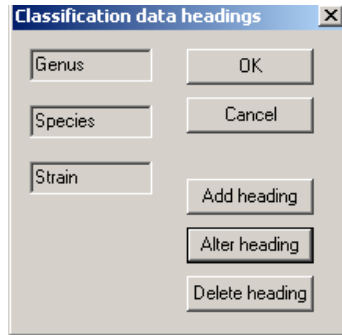 Classification data headings
Genus
OK
Species
Cancel
Strain
Add heading
Alter heading
Delete heading